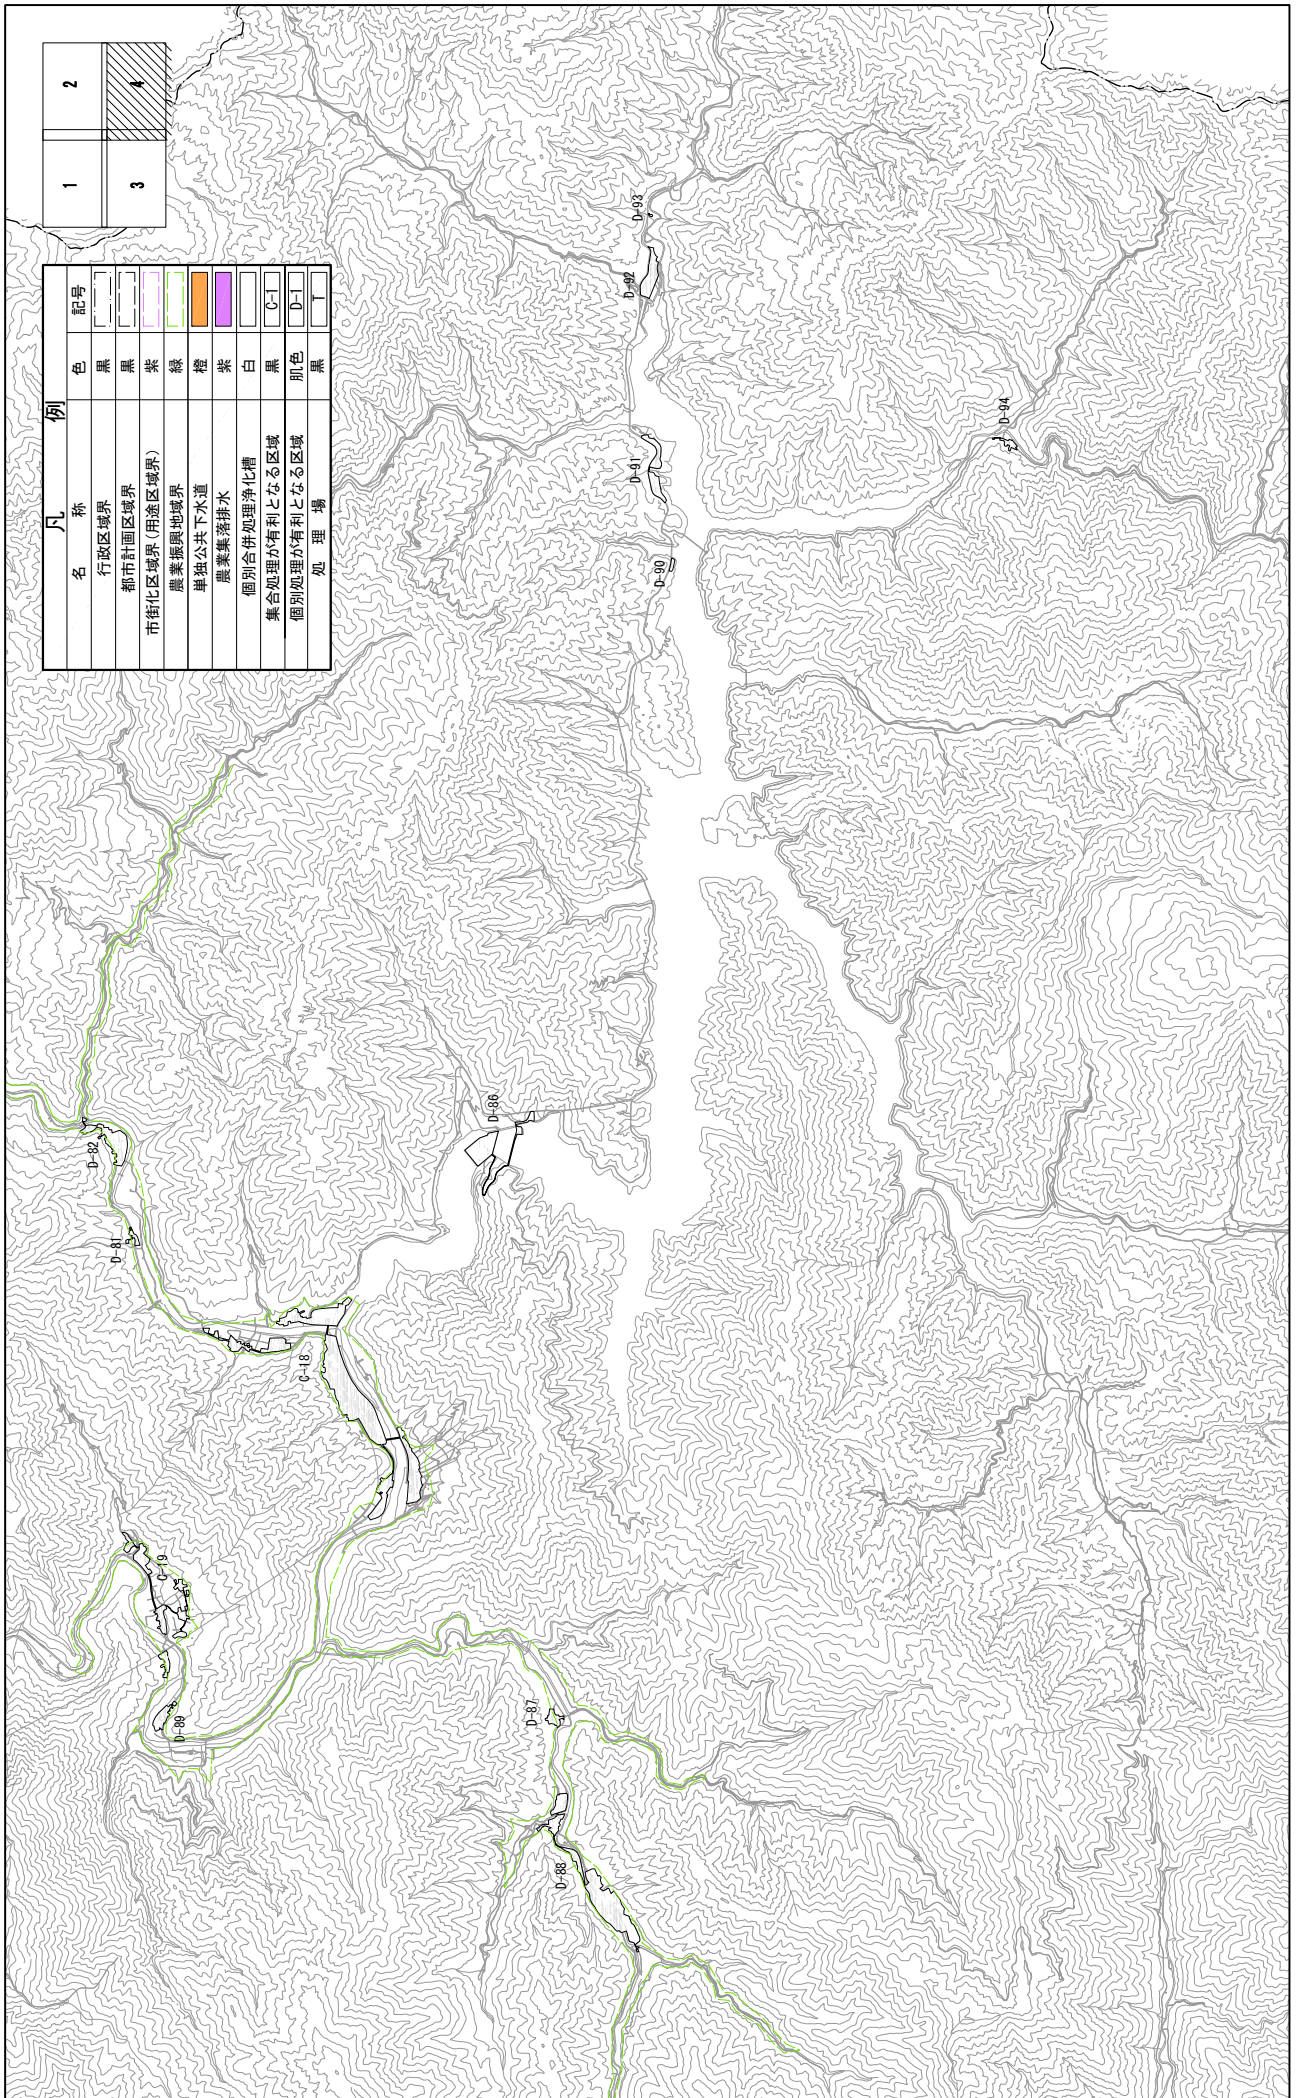 1
2
3
4
凡 例
名 称 色 記号
行政区域界 黒
都市計画区域界 黒
市街化区域界(用途区域界) 紫
農業振興地域界 緑
単独公共下水道 橙
農業集落排水 紫
個別合併処理浄化槽 白
集合処理が有利となる区域 黒 C-1
個別処理が有利となる区域 肌色 D-1
処 理 場 黒 T
D-93
D-92
D-91
D-90
D-94
D-86
D-82
D-81
C-18
C-19
D-89
D-87
D-88